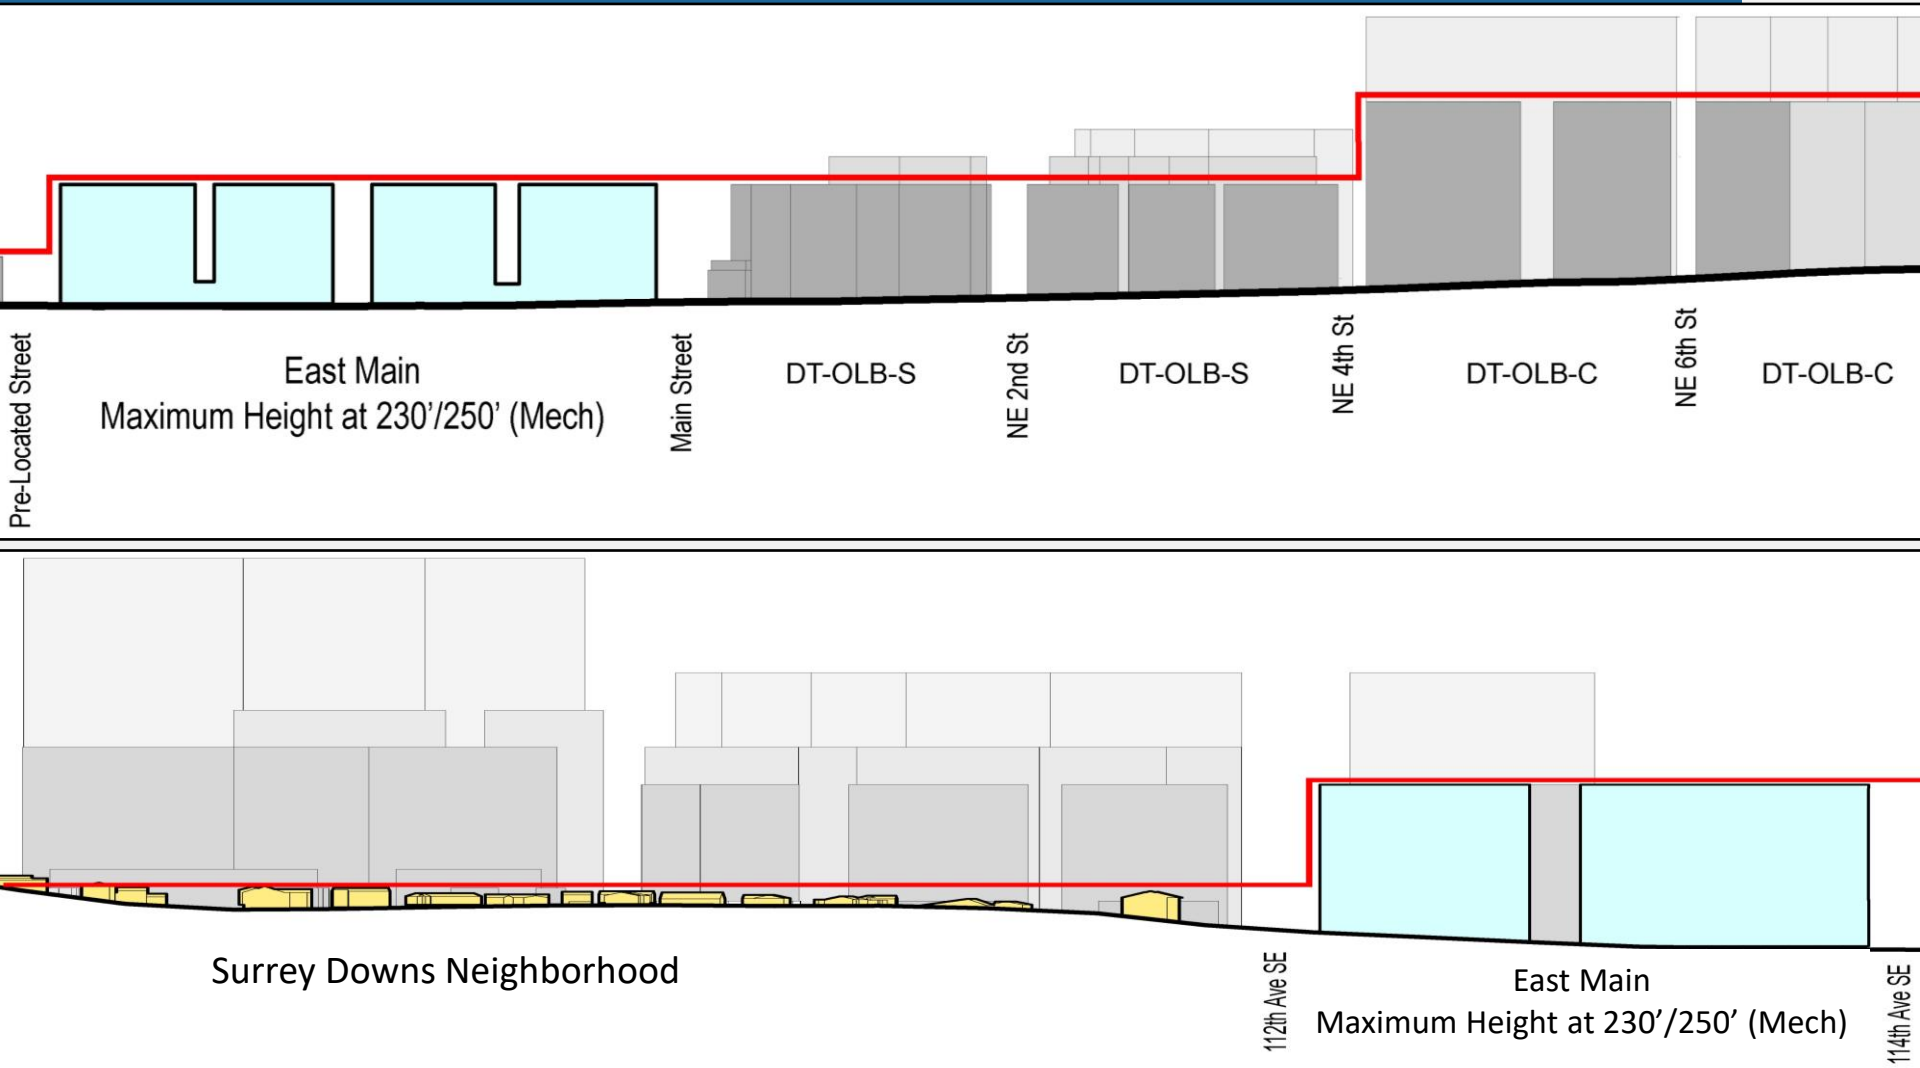 Pre-Located Street
East Main
Maximum Height at 230’/250’ (Mech)
Main Street
DT-OLB-S
NE 2nd St
DT-OLB-S
NE 4th St
DT-OLB-C
NE 6th St
DT-OLB-C
Surrey Downs Neighborhood
112th Ave SE
East Main
Maximum Height at 230’/250’ (Mech)
114th Ave SE